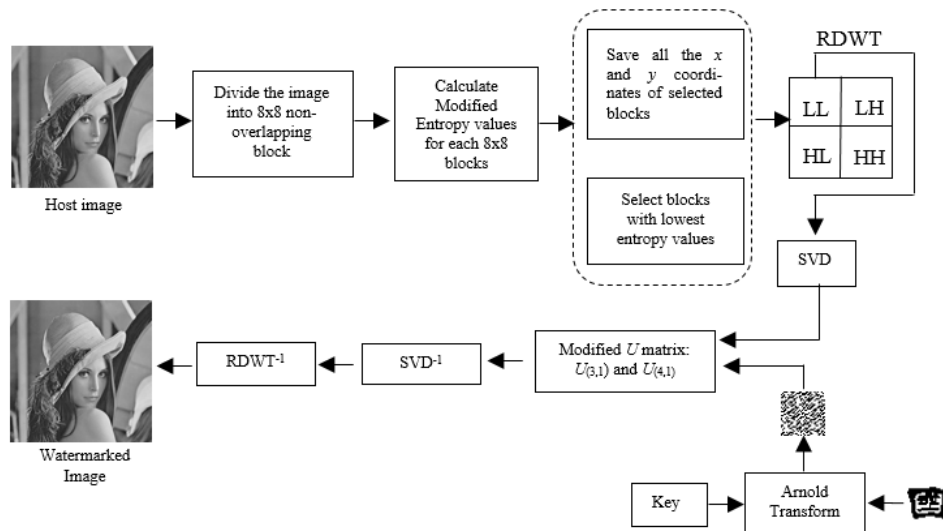 Host image
Divide the image
into 8x8 non-
overlapping
block
Calculate
Modified
Entropy values
for each 8x8
blocks
Save all the x
and y coordi-
nates of selected
blocks
Select blocks
with lowest
entropy values
RDWT
LL LH
HL HH
SVD
Modified U matrix:
U(3,1) and U(4,1)
SVD-1
RDWT-1
Watermarked
Image
Key
Arnold
Transform